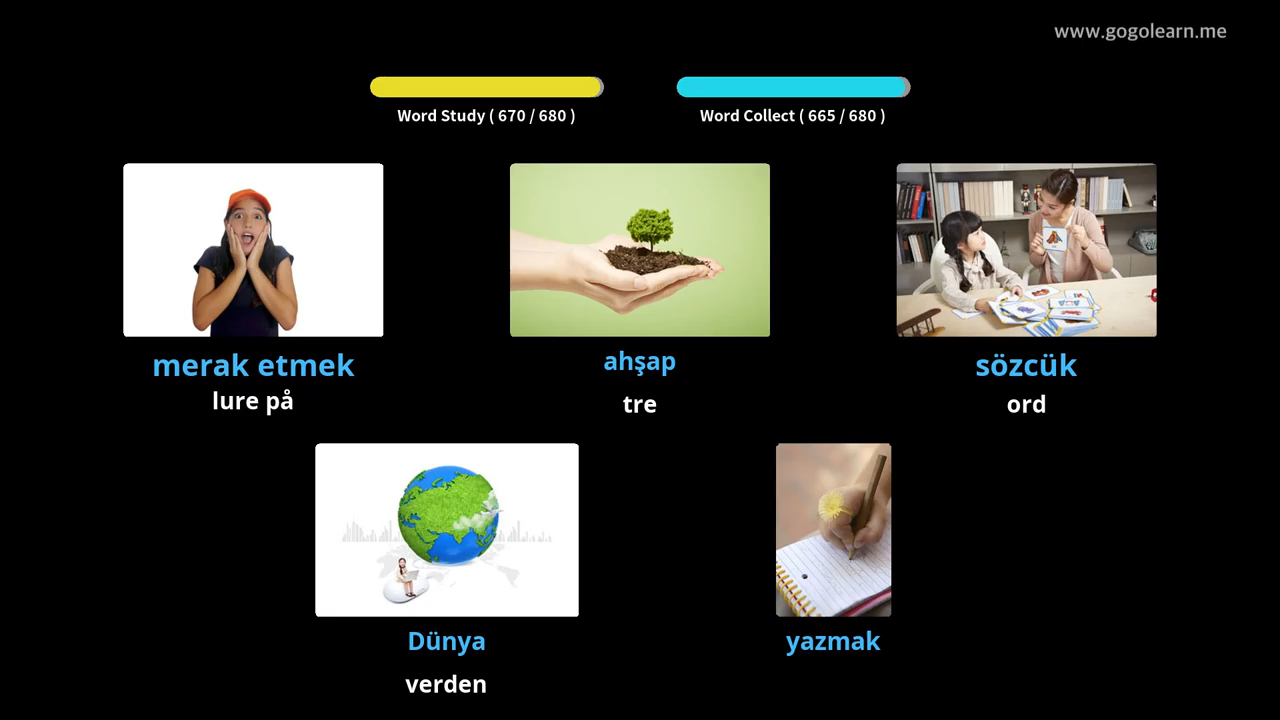 www.gogolearn.me
Word Study ( 670 / 680 )
Word Collect ( 665 / 680 )
merak etmek
lure på
ahşap
tre
sözcük
ord
Dünya
verden
yazmak